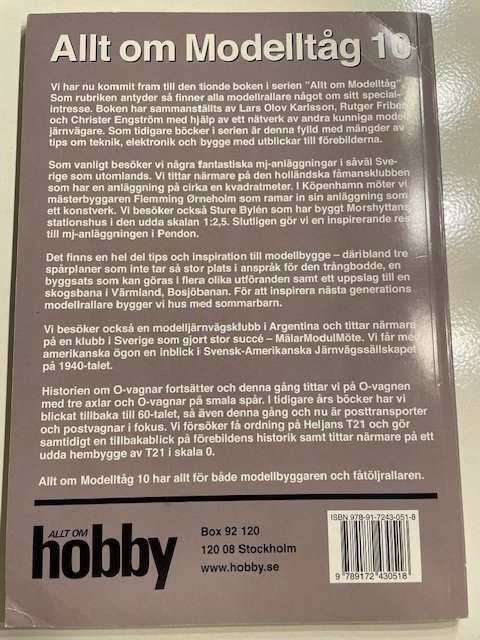 Allt om Modelltåg 10
Vi har nu kommit fram till den tionde boken i serien "Allt om Modelltåg".
Som rubriken antyder så finner alla modellrallare något om sitt special-
intresse. Boken har sammanställts av Lars Olov Karlsson, Rutger Friberg
och Christer Engström med hjälp av ett nätverk av andra kunniga modell-
järnvägare. Som tidigare böcker i serien är denna fylld med mängder av
tips om teknik, elektronik och bygge med utblickar till förebilderna.
Som vanligt besöker vi några fantastiska mj-anläggningar i såväl Sve-
rige som utomlands. Vi tittar närmare på den holländska fåmansklubben
som har en anläggning på cirka en kvadratmeter. I Köpenhamn möter vi
mästerbyggaren Flemming Ørneholm som ramar in sin anläggning som
ett konstverk. Vi besöker också Sture Bylén som har byggt Morshyttans
stationshus i den udda skalan 1:2,5. Slutligen gör vi en inspirerande resa
till mj-anläggningen i Pendon.
Det finns en hel del tips och inspiration till modellbygge – däribland tre
spårplaner som inte tar så stor plats i anspråk för den trångbodde, en
byggsats som kan göras i flera olika utföranden samt ett uppslag till en
skogsbana i Värmland, Bosjöbanan. För att inspirera nästa generations
modellrallare bygger vi hus med sommarbarn.
Vi besöker också en modelljärnvägsklubb i Argentina och tittar närmare
på en klubb i Sverige som gjort stor succé – MälarModulMöte. Vi får med
amerikanska ögon en inblick i Svensk-Amerikanska Järnvägssällskapet
på 1940-talet.
Historien om O-vagnar fortsätter och denna gång tittar vi på O-vagnen
med tre axlar och O-vagnar på smala spår. I tidigare års böcker har vi
blickat tillbaka till 60-talet, så även denna gång och nu är posttransporter
och postvagnar i fokus. Vi försöker få ordning på Heljans T21 och gör
samtidigt en tillbakablick på förebildens historik samt tittar närmare på ett
udda hembygge av T21 i skala 0.
Allt om Modelltåg 10 har allt för både modellbyggaren och fåtöljrallaren.
ALLT OM
hobby
Box 92 120
120 08 Stockholm
www.hobby.se
ISBN 978-91-7243-051-8
9 789172 430518